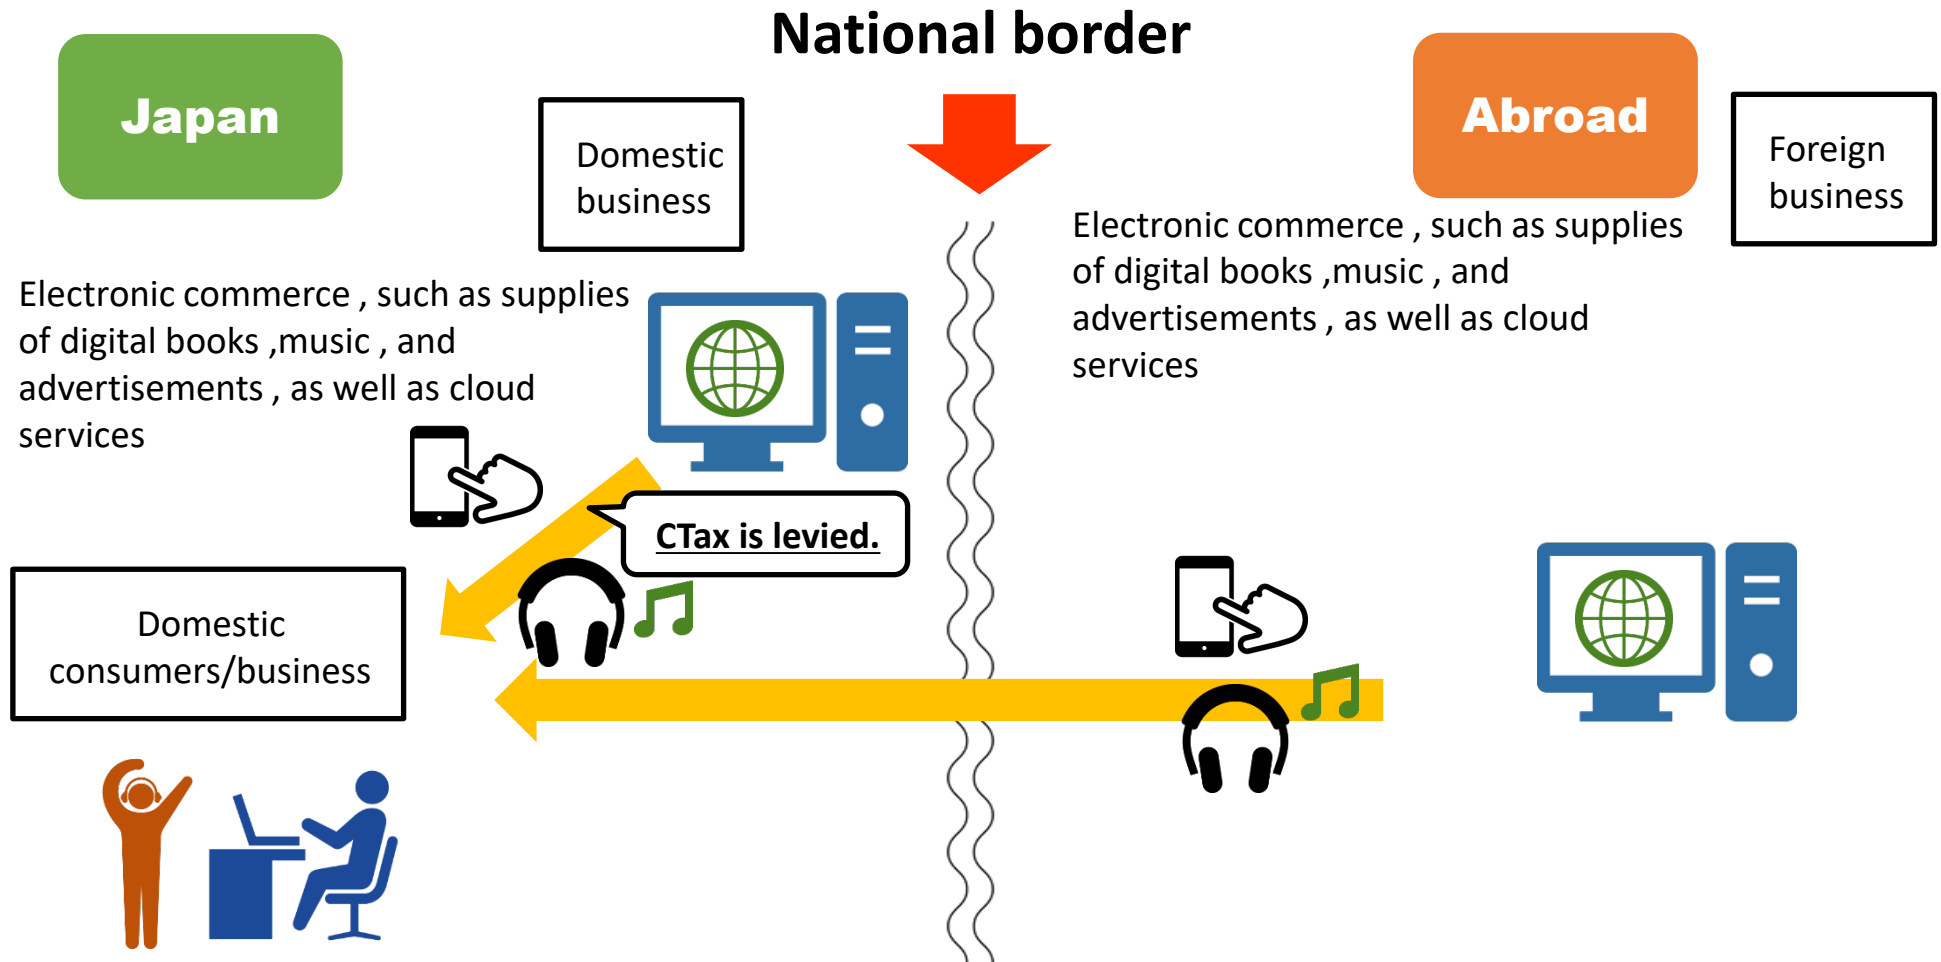 National border
Japan
Domestic
business
Electronic commerce , such as supplies
of digital books ,music , and
advertisements , as well as cloud
services
CTax is levied.
Domestic
consumers/business
Abroad
Foreign
business
Electronic commerce , such as supplies
of digital books ,music , and
advertisements , as well as cloud
services